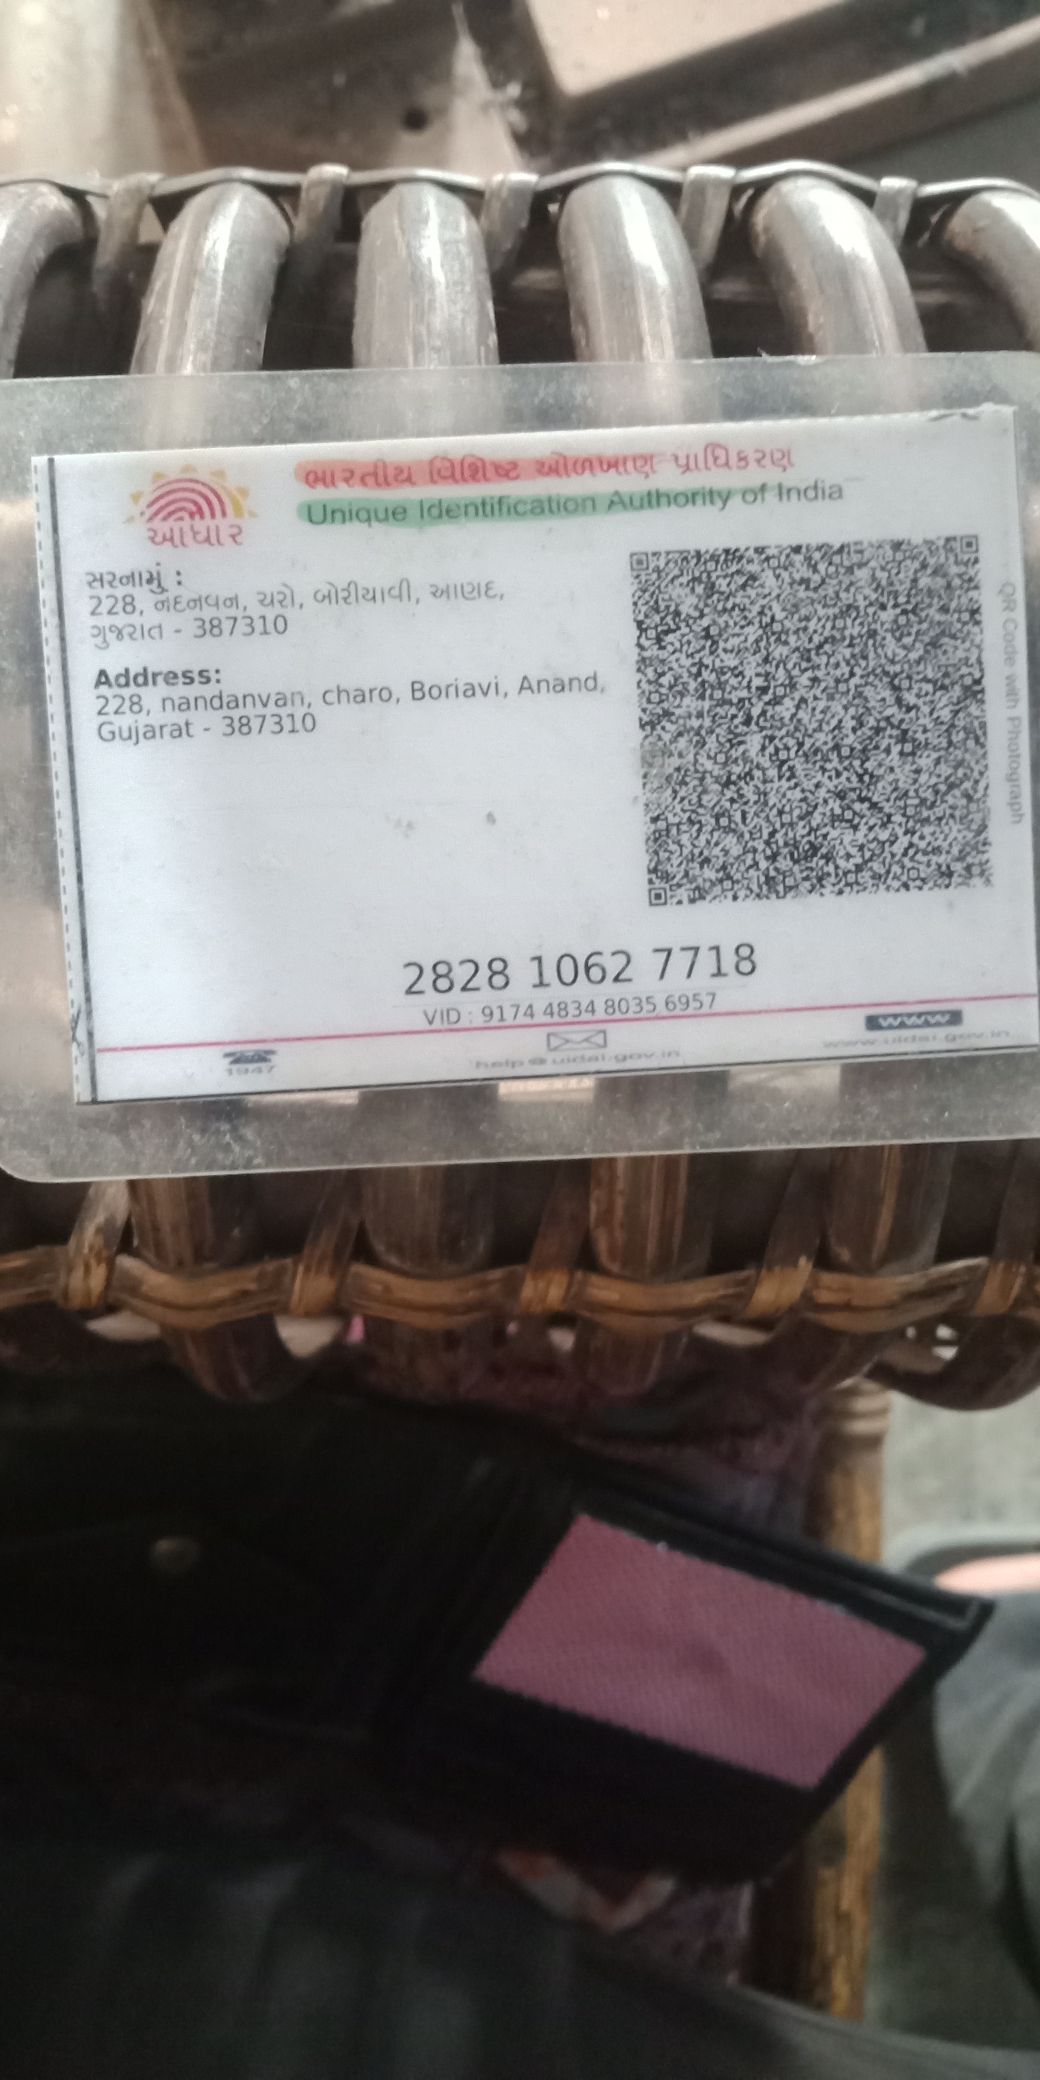 ભારતીય વિશિષ્ટ ઓળખાણ પ્રાધિકરણ
Unique Identification Authority of India
આધાર
સરનામું :
228, નંદનવન, ચરો, બોરીયાવી, આણંદ,
ગુજરાત - 387310
Address:
228, nandanvan, charo, Boriavi, Anand,
Gujarat - 387310
QR Code with Photograph
2828 1062 7718
VID : 9174 4834 8035 6957
1947
help@uidai.gov.in
www
www.uidai.gov.in